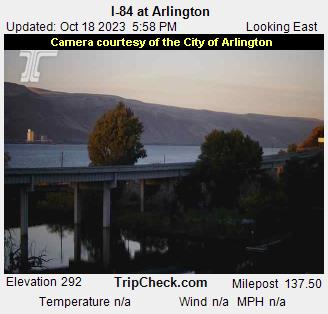 I-84 at Arlington
Updated: Oct 18 2023 5:58 PM Looking East
Camera courtesy of the City of Arlington
Elevation 292 TripCheck.com Milepost 137.50
Temperature n/a Wind n/a MPH n/a